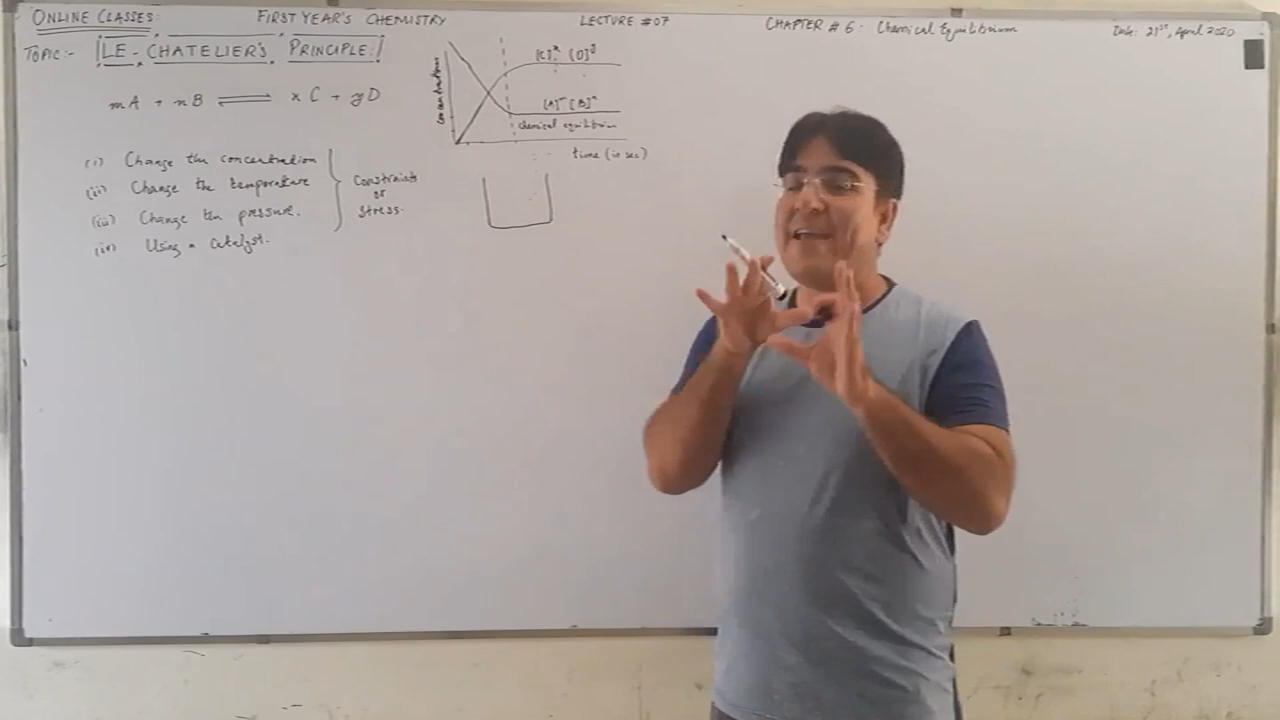 ONLINE CLASSES: FIRST YEAR'S CHEMISTRY LECTURE #07 CHAPTER # 6 : Chemical Equilibrium Date: 21st, April 2020
TOPIC:- LE-CHATELIER'S PRINCIPLE:
mA + nB ⇌ xC + yD
(i) Change the concentration
(ii) Change the temperature
(iii) Change the pressure.
(iv) Using a catalyst.
Constraints
or
Stress.
[C]ˣ [D]ʸ
[A]ᵐ [B]ⁿ
chemical equilibrium
time (in sec)